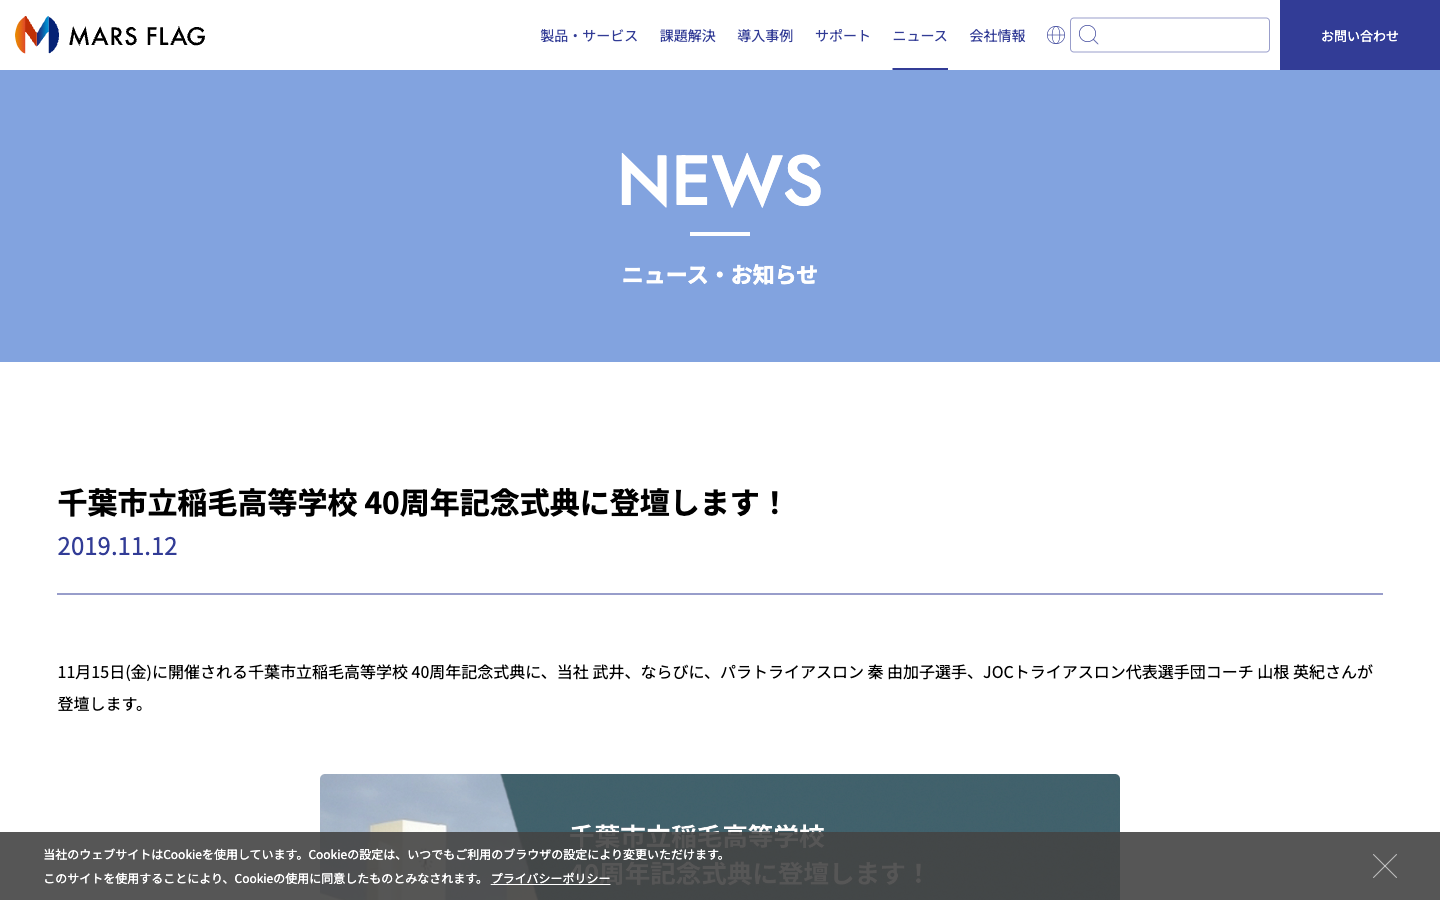 MARS FLAG
製品・サービス 課題解決 導入事例 サポート ニュース 会社情報
お問い合わせ
NEWS
ニュース・お知らせ
千葉市立稲毛高等学校 40周年記念式典に登壇します！
2019.11.12
11月15日(金)に開催される千葉市立稲毛高等学校 40周年記念式典に、当社 武井、ならびに、パラトライアスロン 秦 由加子選手、JOCトライアスロン代表選手団コーチ 山根 英紀さんが
登壇します。
千葉市立稲毛高等学校
40周年記念式典に登壇します！
当社のウェブサイトはCookieを使用しています。Cookieの設定は、いつでもご利用のブラウザの設定により変更いただけます。
このサイトを使用することにより、Cookieの使用に同意したものとみなされます。 プライバシーポリシー